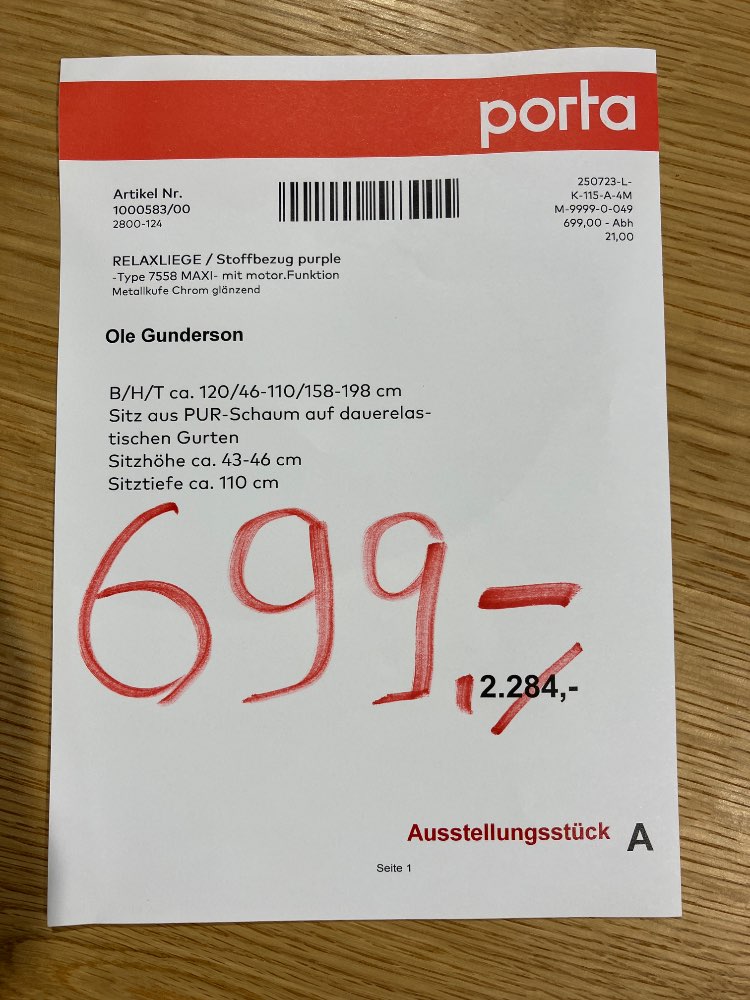 porta
Artikel Nr.
1000583/00
2800-124
250723-L-
K-115-A-4M
M-9999-0-049
699,00 - Abh
21,00
RELAXLIEGE / Stoffbezug purple
-Type 7558 MAXI- mit motor.Funktion
Metallkufe Chrom glänzend
Ole Gunderson
B/H/T ca. 120/46-110/158-198 cm
Sitz aus PUR-Schaum auf dauerelas-
tischen Gurten
Sitzhöhe ca. 43-46 cm
Sitztiefe ca. 110 cm
699,-
2.284,-
Ausstellungsstück A
Seite 1